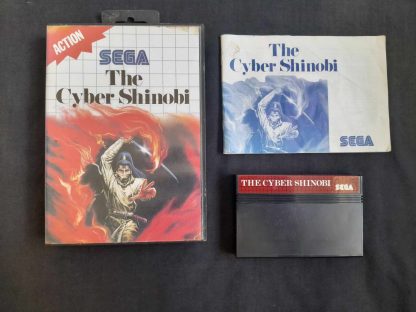 ACTION
SEGA
The
Cyber Shinobi
The
Cyber Shinobi
SEGA
THE CYBER SHINOBI
SEGA